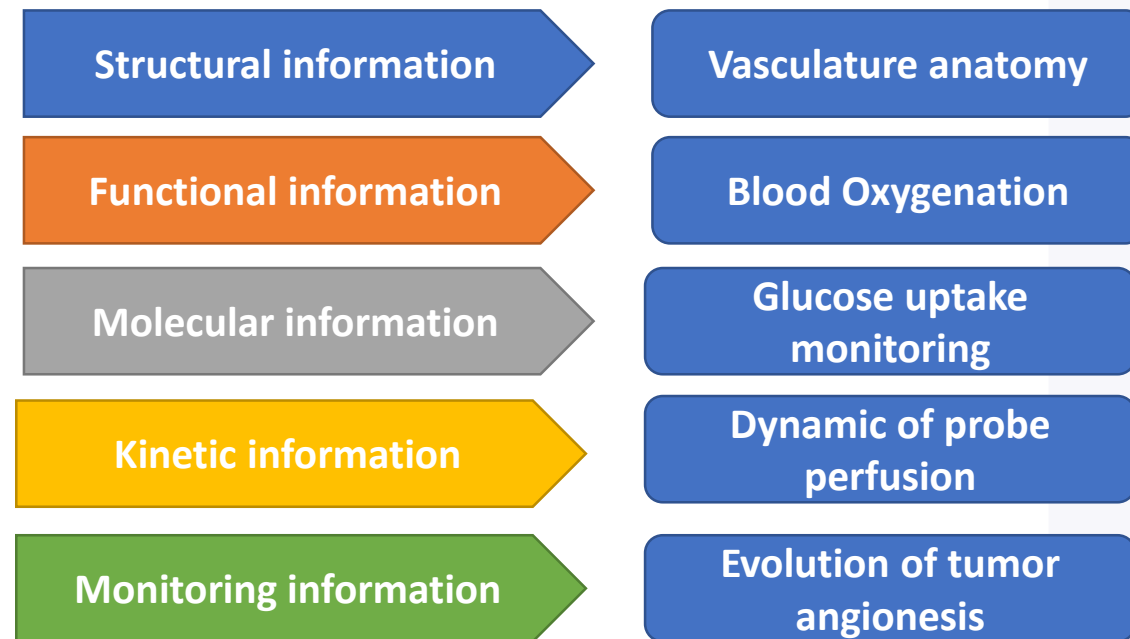 Structural information
Vasculature anatomy
Functional information
Blood Oxygenation
Molecular information
Glucose uptake
monitoring
Kinetic information
Dynamic of probe
perfusion
Monitoring information
Evolution of tumor
angionesis